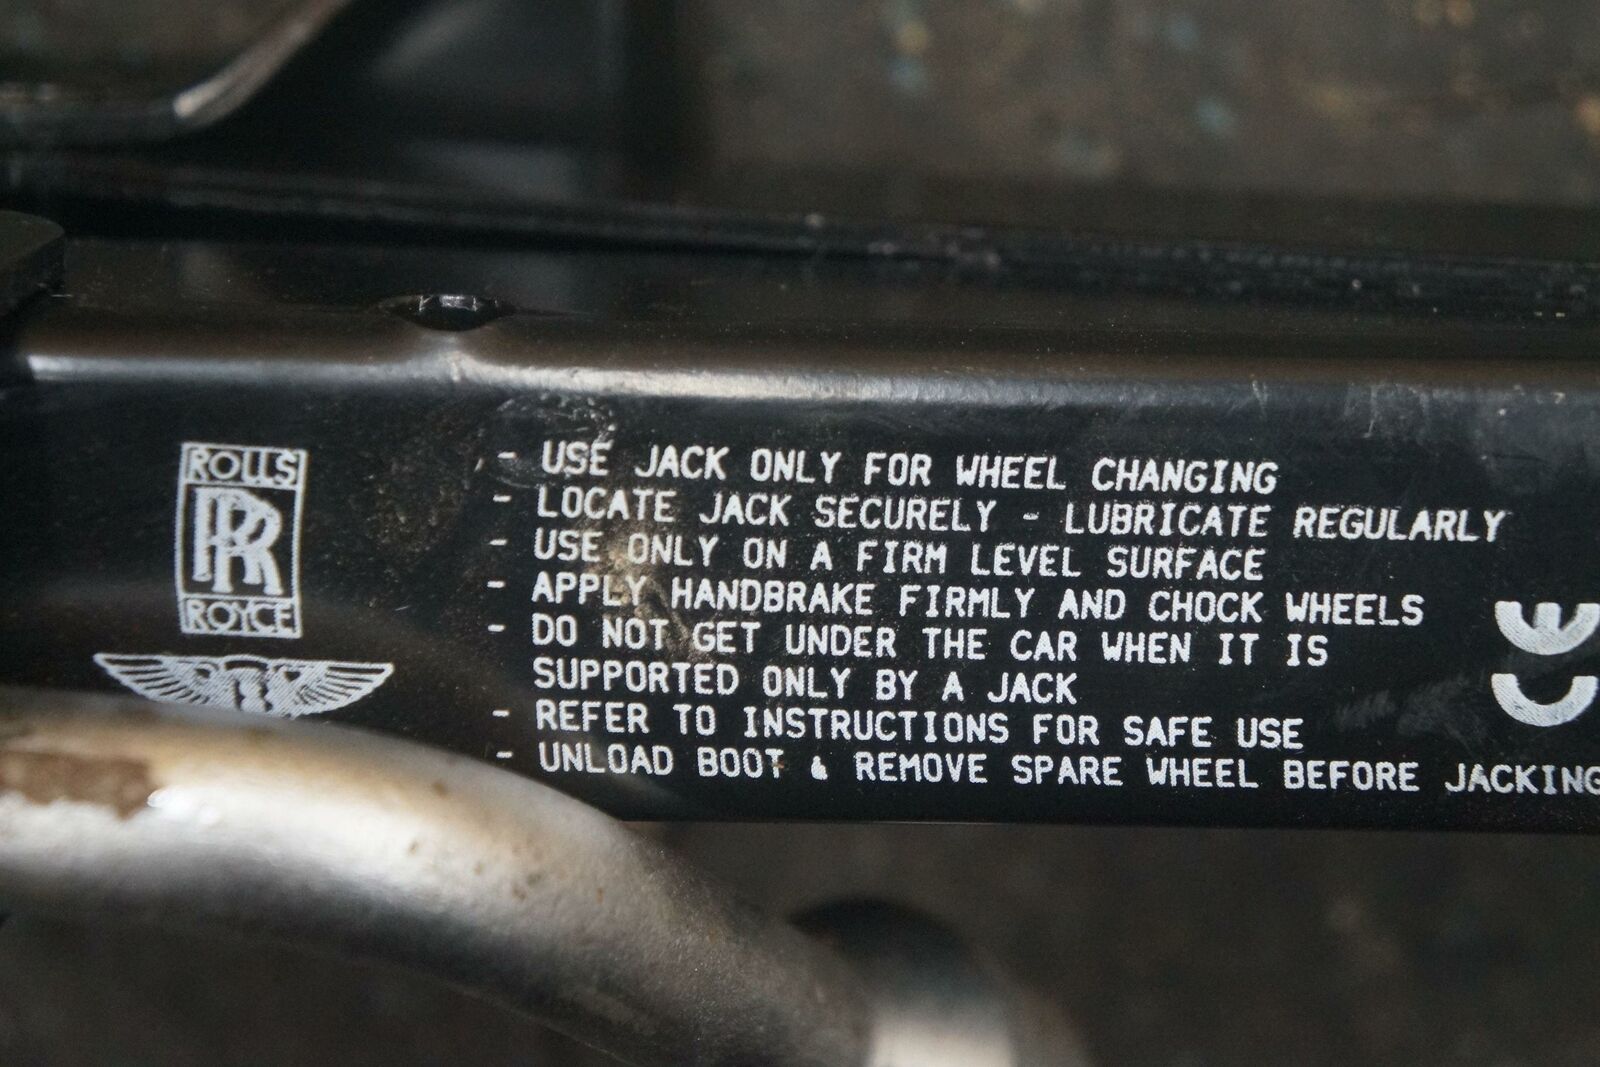 ROLLS
RR
ROYCE
B
- USE JACK ONLY FOR WHEEL CHANGING
- LOCATE JACK SECURELY - LUBRICATE REGULARLY
- USE ONLY ON A FIRM LEVEL SURFACE
- APPLY HANDBRAKE FIRMLY AND CHOCK WHEELS
- DO NOT GET UNDER THE CAR WHEN IT IS
SUPPORTED ONLY BY A JACK
- REFER TO INSTRUCTIONS FOR SAFE USE
- UNLOAD BOOT & REMOVE SPARE WHEEL BEFORE JACKING
CE